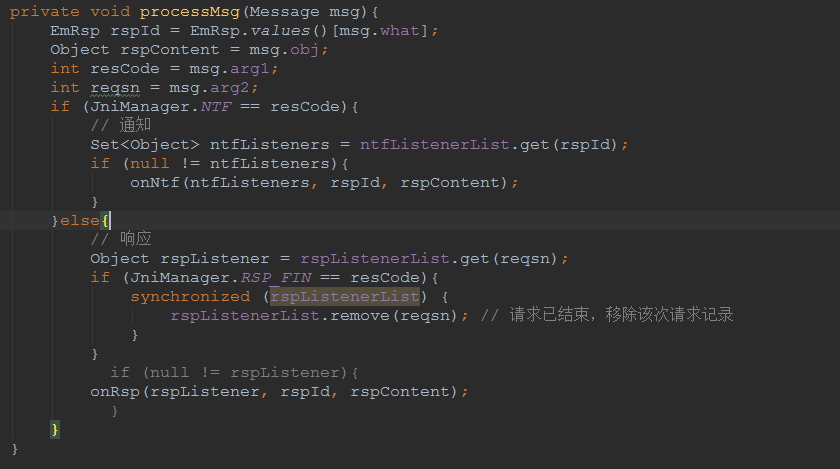 private void processMsg(Message msg){
    EmRsp rspId = EmRsp.values()[msg.what];
    Object rspContent = msg.obj;
    int resCode = msg.arg1;
    int reqsn = msg.arg2;
    if (JniManager.NTF == resCode){
        // 通知
        Set<Object> ntfListeners = ntfListenerList.get(rspId);
        if (null != ntfListeners){
            onNtf(ntfListeners, rspId, rspContent);
        }
    }else{
        // 响应
        Object rspListener = rspListenerList.get(reqsn);
        if (JniManager.RSP_FIN == resCode){
            synchronized (rspListenerList) {
                rspListenerList.remove(reqsn); // 请求已结束，移除该次请求记录
            }
        }
          if (null != rspListener){
        onRsp(rspListener, rspId, rspContent);
          }
    }
}